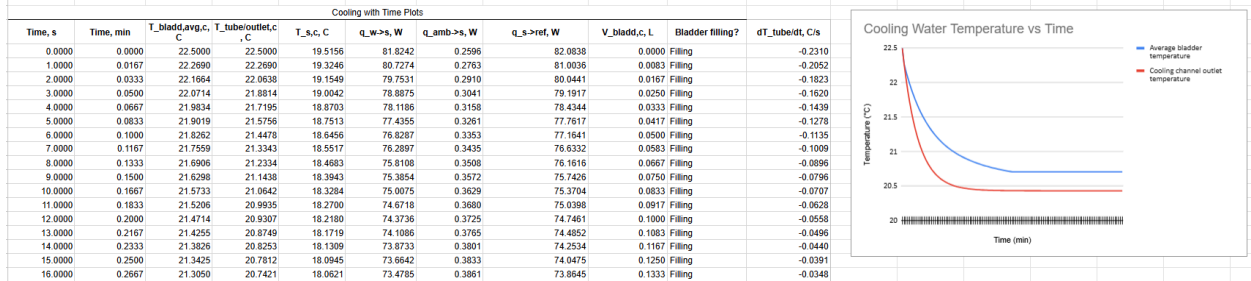 Cooling with Time Plots
Time, s Time, min T_bladd,avg,c, C T_tube/outlet,c , C T_s,c, C q_w->s, W q_amb->s, W q_s->ref, W V_bladd,c, L Bladder filling? dT_tube/dt, C/s
0.0000 0.000 22.5000 22.5000 19.5156 81.8242 0.2596 82.0838 0.0000 Filling -0.2310
1.0000 0.0167 22.2690 22.2690 19.3246 80.7274 0.2763 81.0036 0.0083 Filling -0.2052
2.0000 0.0333 22.1664 22.0638 19.1549 79.7531 0.2910 80.0441 0.0167 Filling -0.1823
3.0000 0.0500 22.0714 21.8814 19.0042 78.8875 0.3041 79.1917 0.0250 Filling -0.1620
4.0000 0.0667 21.9834 21.7195 18.8703 78.1186 0.3158 78.4344 0.0333 Filling -0.1439
5.0000 0.0833 21.9019 21.5756 18.7513 77.4355 0.3261 77.7617 0.0417 Filling -0.1278
6.0000 0.1000 21.8262 21.4478 18.6456 76.8287 0.3353 77.1641 0.0500 Filling -0.1135
7.0000 0.1167 21.7559 21.3343 18.5517 76.2897 0.3435 76.6332 0.0583 Filling -0.1009
8.0000 0.1333 21.6906 21.2334 18.4683 75.8108 0.3508 76.1616 0.0667 Filling -0.0896
9.0000 0.1500 21.6298 21.1438 18.3943 75.3854 0.3572 75.7426 0.0750 Filling -0.0796
10.0000 0.1667 21.5733 21.0642 18.3284 75.0075 0.3629 75.3704 0.0833 Filling -0.0707
11.0000 0.1833 21.5206 20.9935 18.2700 74.6718 0.3680 75.0398 0.0917 Filling -0.0628
12.0000 0.2000 21.4714 20.9307 18.2180 74.3736 0.3725 74.7461 0.1000 Filling -0.0558
13.0000 0.2167 21.4255 20.8749 18.1719 74.1086 0.3765 74.4852 0.1083 Filling -0.0496
14.0000 0.2333 21.3826 20.8253 18.1309 73.8733 0.3801 74.2534 0.1167 Filling -0.0440
15.0000 0.2500 21.3425 20.7812 18.0945 73.6642 0.3833 74.0475 0.1250 Filling -0.0391
16.0000 0.2667 21.3050 20.7421 18.0621 73.4785 0.3861 73.8645 0.1333 Filling -0.0348
Cooling Water Temperature vs Time
22.5
22
21.5
21
20.5
20
Temperature (°C)
Time (min)
Average bladder
temperature
Cooling channel outlet
temperature